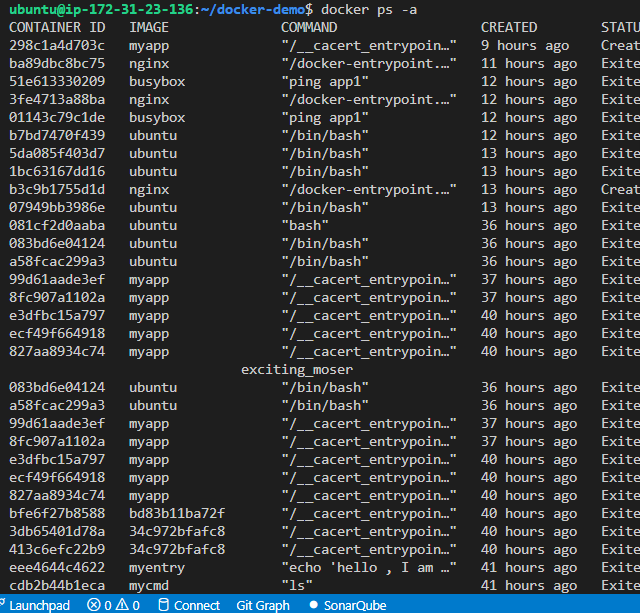 ubuntu@ip-172-31-23-136:~/docker-demo$ docker ps -a
CONTAINER ID IMAGE COMMAND CREATED STATU
298c1a4d703c myapp "/__cacert_entrypoin…" 9 hours ago Creat
ba89dbc8bc75 nginx "/docker-entrypoint.…" 11 hours ago Exite
51e613330209 busybox "ping app1" 12 hours ago Exite
3fe4713a88ba nginx "/docker-entrypoint.…" 12 hours ago Exite
01143c79c1de busybox "ping app1" 12 hours ago Exite
b7bd7470f439 ubuntu "/bin/bash" 12 hours ago Exite
5da085f403d7 ubuntu "/bin/bash" 13 hours ago Exite
1bc63167dd16 ubuntu "/bin/bash" 13 hours ago Exite
b3c9b1755d1d nginx "/docker-entrypoint.…" 13 hours ago Creat
07949bb3986e ubuntu "/bin/bash" 13 hours ago Exite
081cf2d0aaba ubuntu "bash" 36 hours ago Exite
083bd6e04124 ubuntu "/bin/bash" 36 hours ago Exite
a58fcac299a3 ubuntu "/bin/bash" 36 hours ago Exite
99d61aade3ef myapp "/__cacert_entrypoin…" 37 hours ago Exite
8fc907a1102a myapp "/__cacert_entrypoin…" 37 hours ago Exite
e3dfbc15a797 myapp "/__cacert_entrypoin…" 40 hours ago Exite
ecf49f664918 myapp "/__cacert_entrypoin…" 40 hours ago Exite
827aa8934c74 myapp "/__cacert_entrypoin…" 40 hours ago Exite
exciting_moser
083bd6e04124 ubuntu "/bin/bash" 36 hours ago Exite
a58fcac299a3 ubuntu "/bin/bash" 36 hours ago Exite
99d61aade3ef myapp "/__cacert_entrypoin…" 37 hours ago Exite
8fc907a1102a myapp "/__cacert_entrypoin…" 37 hours ago Exite
e3dfbc15a797 myapp "/__cacert_entrypoin…" 40 hours ago Exite
ecf49f664918 myapp "/__cacert_entrypoin…" 40 hours ago Exite
827aa8934c74 myapp "/__cacert_entrypoin…" 40 hours ago Exite
bfe6f27b8588 bd83b11ba72f "/__cacert_entrypoin…" 40 hours ago Exite
3db65401d78a 34c972bfafc8 "/__cacert_entrypoin…" 40 hours ago Exite
413c6efc22b9 34c972bfafc8 "/__cacert_entrypoin…" 40 hours ago Exite
eee4644c4622 myentry "echo 'hello , I am …" 41 hours ago Exite
cdb2b44b1eca mycmd "ls" 41 hours ago Exite
Launchpad 0 0 Connect Git Graph SonarQube